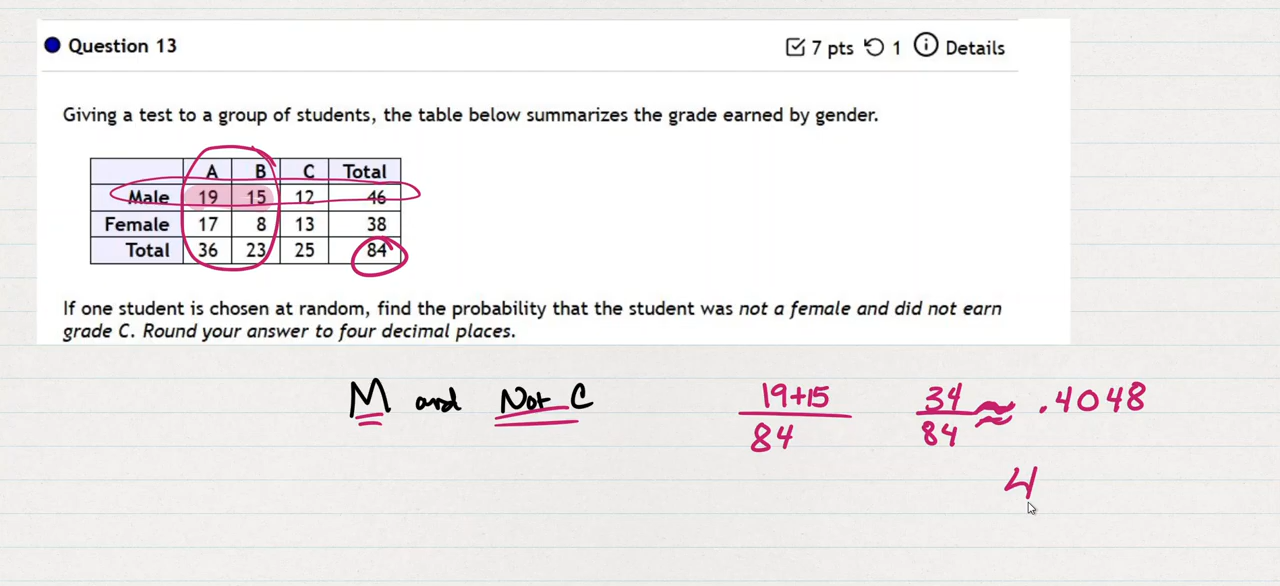 Question 13
7 pts 1 Details
Giving a test to a group of students, the table below summarizes the grade earned by gender.
A B C Total
Male 19 15 12 46
Female 17 8 13 38
Total 36 23 25 84
If one student is chosen at random, find the probability that the student was not a female and did not earn
grade C. Round your answer to four decimal places.
M and Not C
19+15
84
34
84
≈ .4048
4